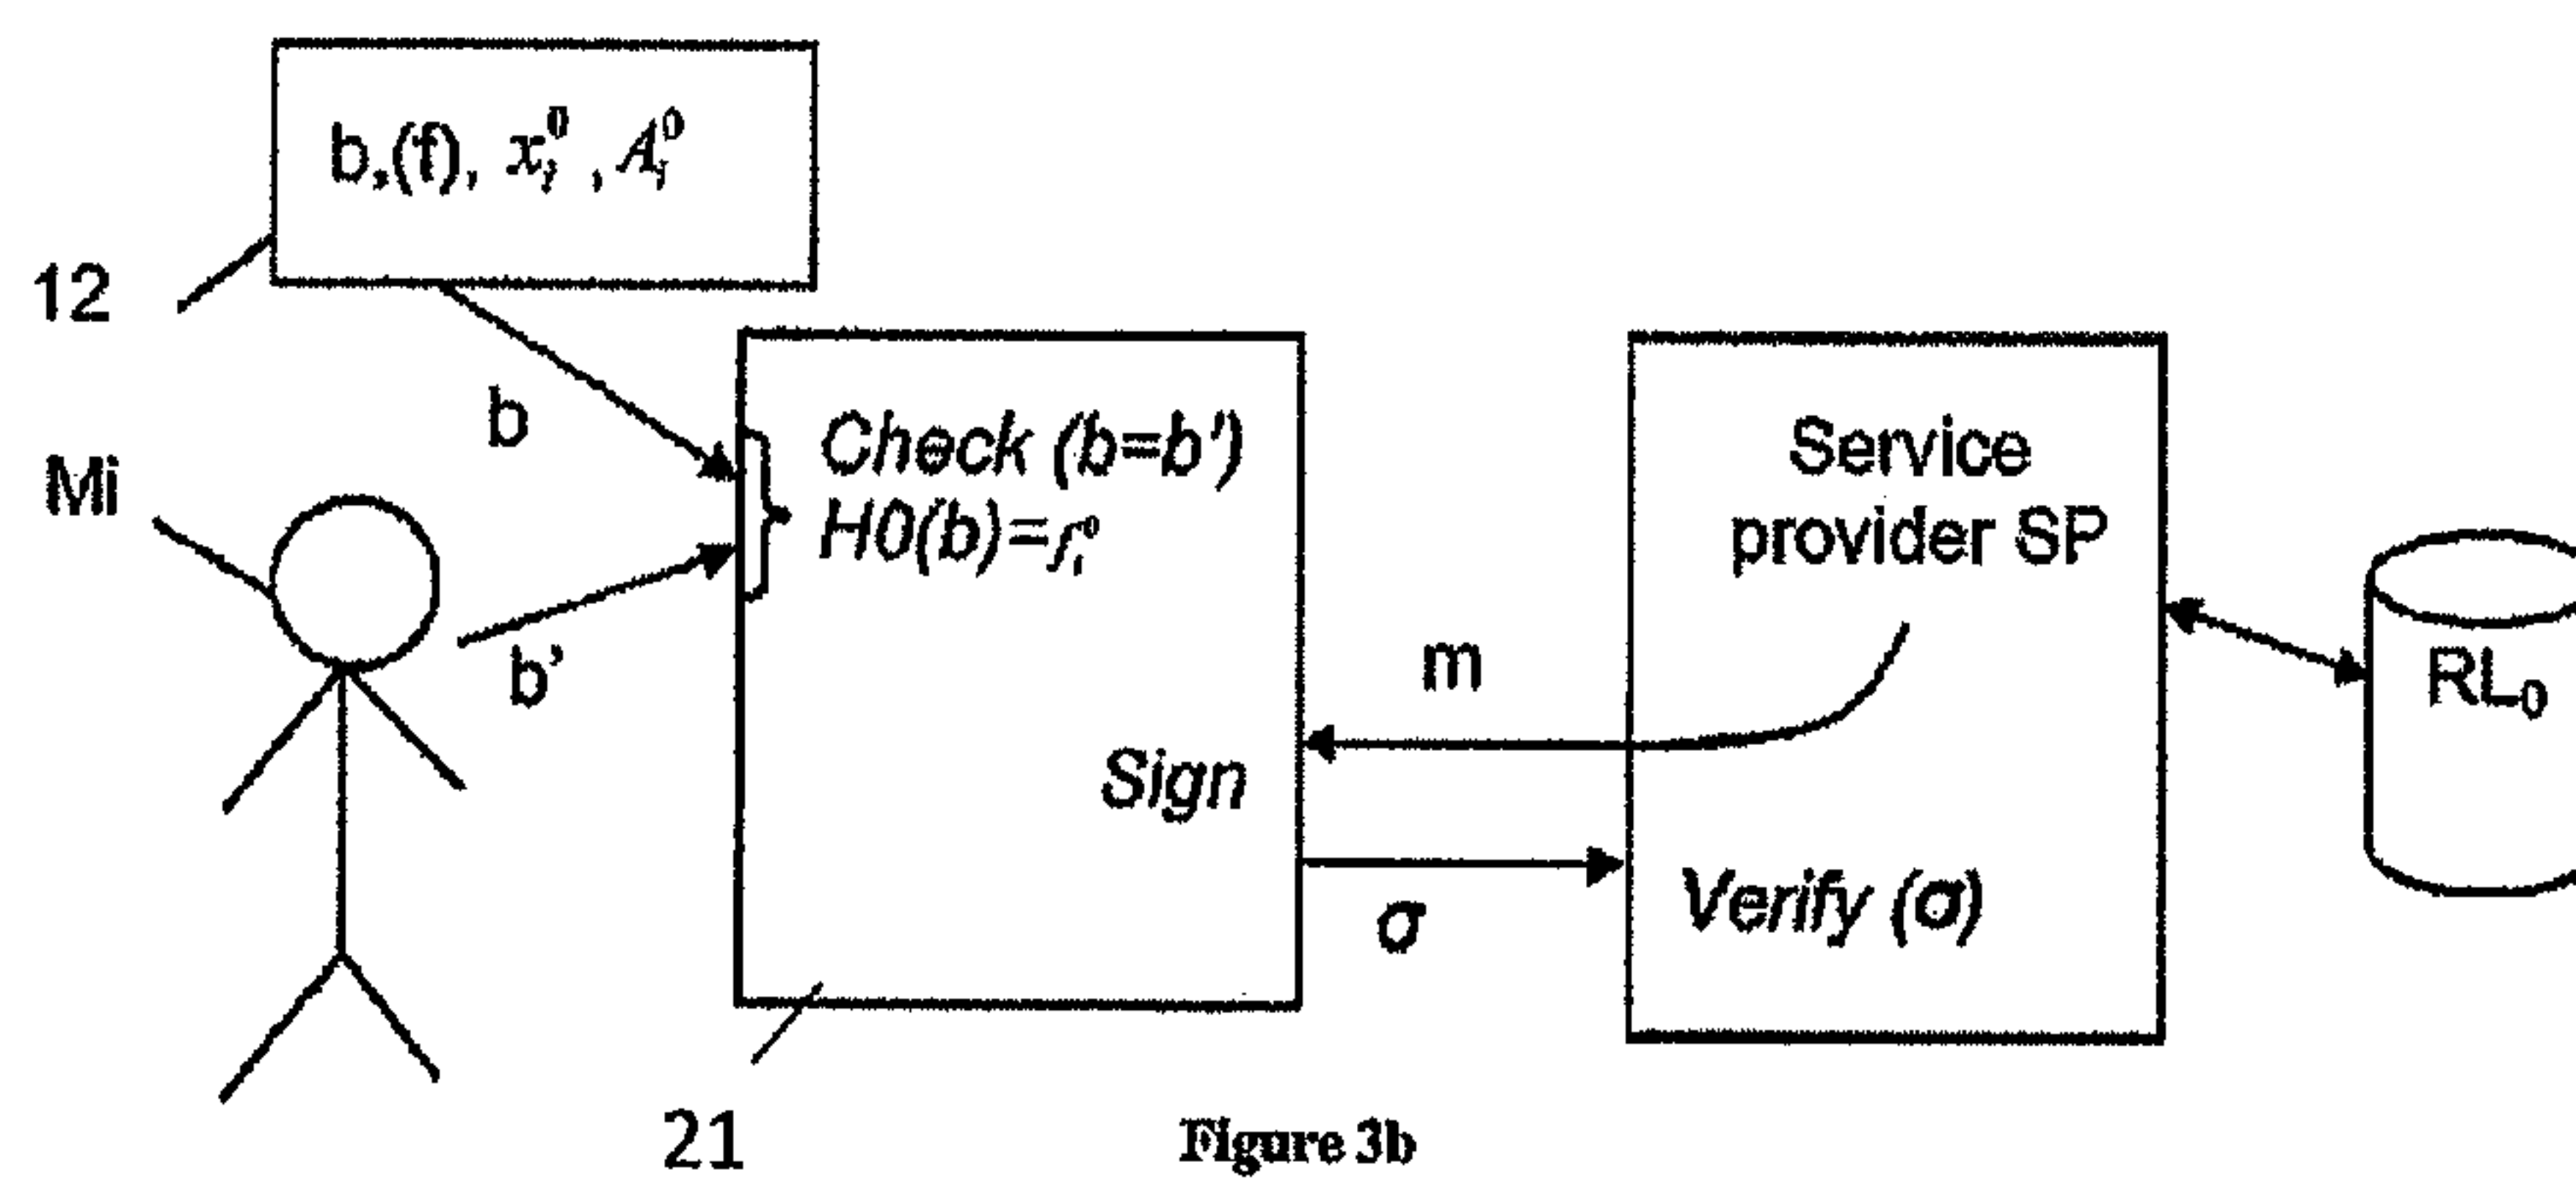 b,(f), x_i^0, A_i^0
12
b
Mi
b’
Check (b=b')
H0(b)=f_i^0
Sign
21
m
σ
Service
provider SP
Verify (σ)
RL₀
Figure 3b